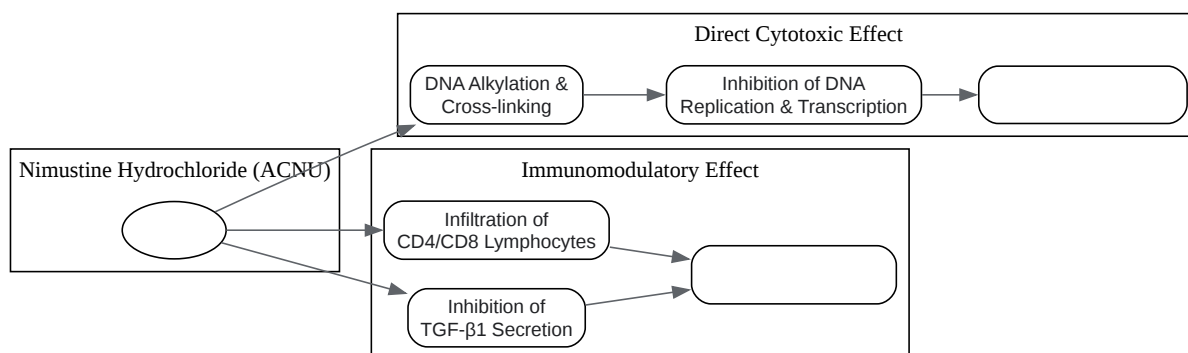 Direct Cytotoxic Effect
DNA Alkylation &
Cross-linking
Inhibition of DNA
Replication & Transcription
Nimustine Hydrochloride (ACNU)
Immunomodulatory Effect
Infiltration of
CD4/CD8 Lymphocytes
Inhibition of
TGF-β1 Secretion